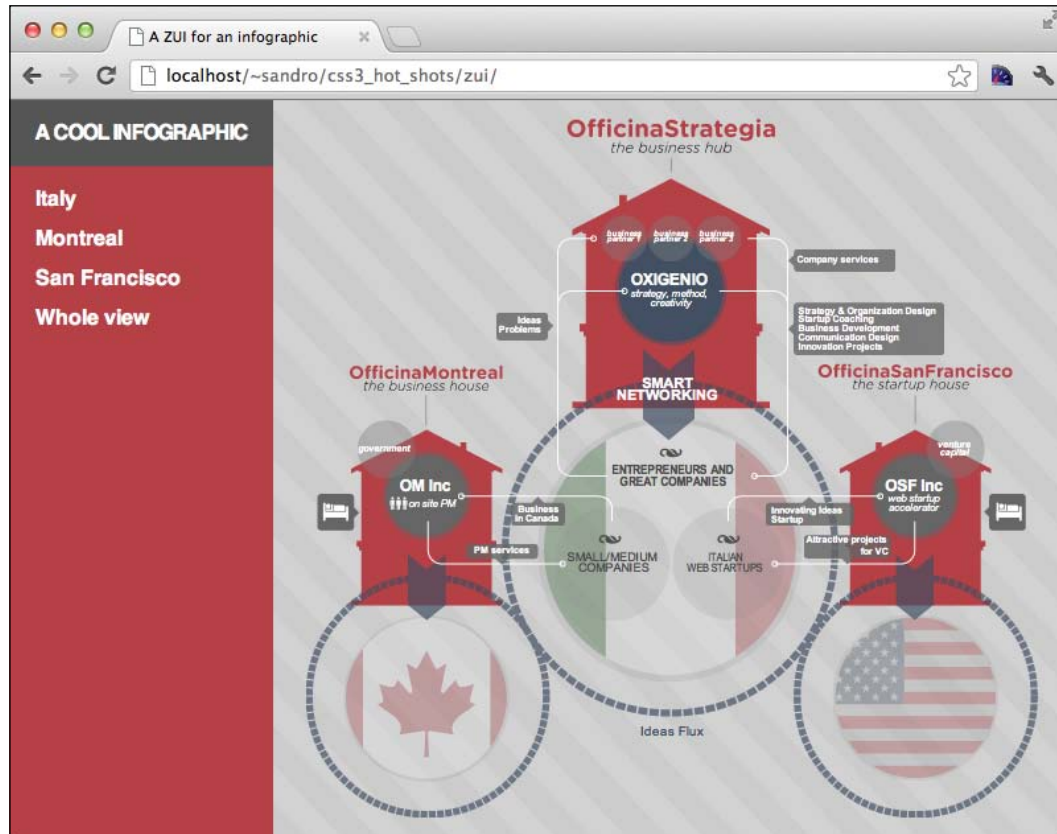 A ZUI for an infographic
localhost/~sandro/css3_hot_shots/zui/
A COOL INFOGRAPHIC
Italy
Montreal
San Francisco
Whole view
OfficinaStrategia
the business hub
business
partner 1
business
partner 2
business
partner 3
OXIGENIO
strategy, method,
creativity
Company services
Ideas
Problems
Strategy & Organization Design
Startup Coaching
Business Development
Communication Design
Innovation Projects
SMART
NETWORKING
OfficinaMontreal
the business house
OfficinaSanFrancisco
the startup house
government
OM Inc
on site PM
venture
capital
OSF Inc
web startup
accelerator
ENTREPRENEURS AND
GREAT COMPANIES
Business
in Canada
PM services
Innovating Ideas
Startup
Attractive projects
for VC
SMALL/MEDIUM
COMPANIES
ITALIAN
WEB STARTUPS
Ideas Flux